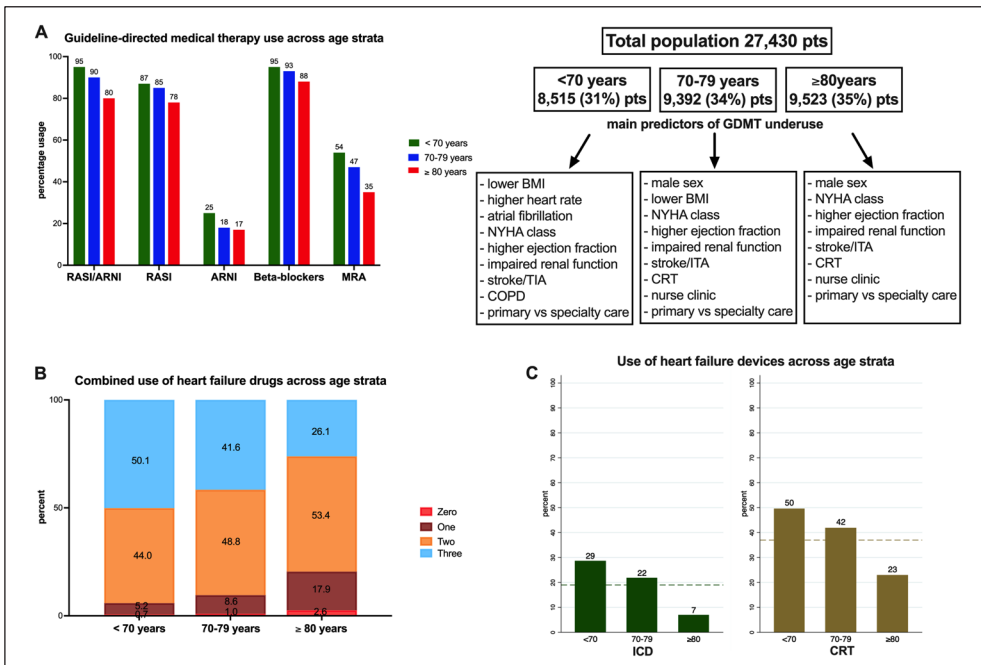 A
Guideline-directed medical therapy use across age strata
percentage usage
100
80
60
40
20
0
95
90
80
87
85
78
25
18
17
95
93
88
54
47
35
RASI/ARNI
RASI
ARNI
Beta-blockers
MRA
< 70 years
70-79 years
≥ 80 years
Total population 27,430 pts
<70 years
8,515 (31%) pts
70-79 years
9,392 (34%) pts
≥80years
9,523 (35%) pts
main predictors of GDMT underuse
- lower BMI
- higher heart rate
- atrial fibrillation
- NYHA class
- higher ejection fraction
- impaired renal function
- stroke/TIA
- COPD
- primary vs specialty care
- male sex
- lower BMI
- NYHA class
- higher ejection fraction
- impaired renal function
- stroke/ITA
- CRT
- nurse clinic
- primary vs specialty care
- male sex
- NYHA class
- higher ejection fraction
- impaired renal function
- stroke/ITA
- CRT
- nurse clinic
- primary vs specialty care
B
Combined use of heart failure drugs across age strata
percent
100
50
0
50.1
44.0
5.2
0.7
41.6
48.8
8.6
1.0
26.1
53.4
17.9
2.6
< 70 years
70-79 years
≥ 80 years
Zero
One
Two
Three
C
Use of heart failure devices across age strata
percent
100
90
80
70
60
50
40
30
20
10
0
29
22
7
<70
70-79
≥80
ICD
percent
100
90
80
70
60
50
40
30
20
10
0
50
42
23
<70
70-79
≥80
CRT